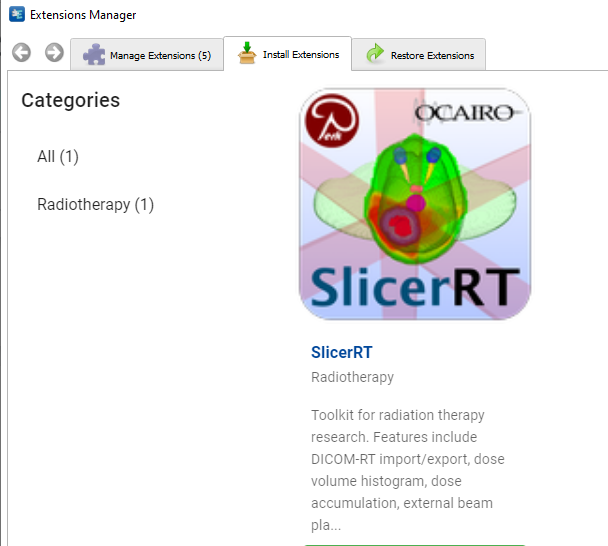 Extensions Manager
Manage Extensions (5)
Install Extensions
Restore Extensions
Categories
All (1)
Radiotherapy (1)
Perk
OCAIRO
SlicerRT
SlicerRT
Radiotherapy
Toolkit for radiation therapy
research. Features include
DICOM-RT import/export, dose
volume histogram, dose
accumulation, external beam
pla...